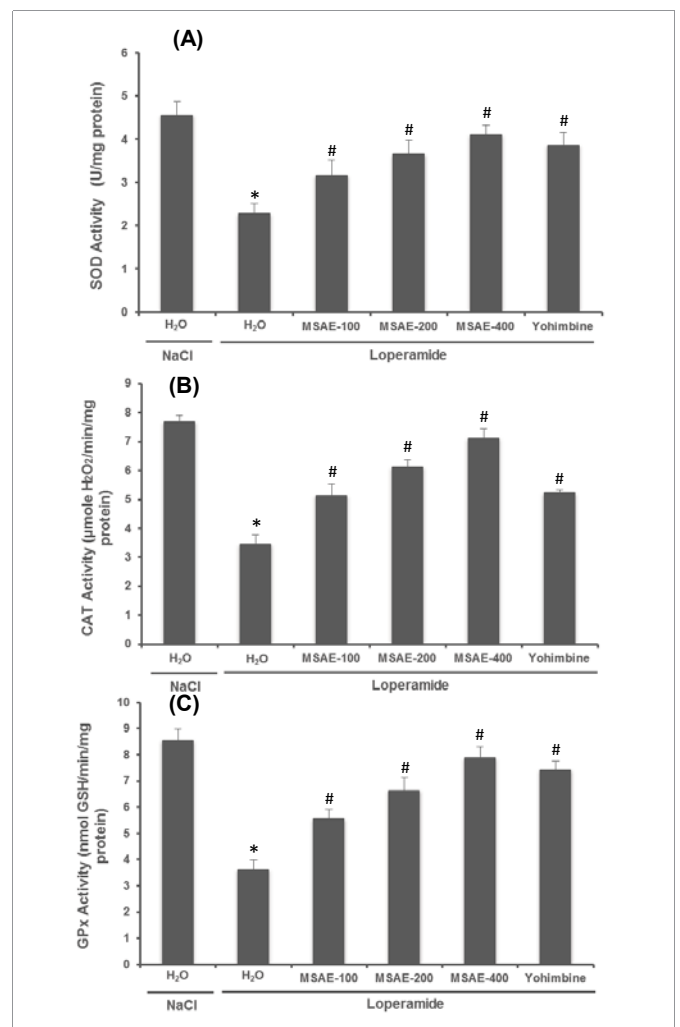 (A)
SOD Activity (U/mg protein)
6
5
4
3
2
1
0
*
#
#
#
#
H₂O
H₂O
MSAE-100
MSAE-200
MSAE-400
Yohimbine
NaCl
Loperamide
(B)
CAT Activity (µmole H₂O₂/min/mg
protein)
9
8
7
6
5
4
3
2
1
0
*
#
#
#
#
H₂O
H₂O
MSAE-100
MSAE-200
MSAE-400
Yohimbine
NaCl
Loperamide
(C)
GPx Activity (nmol GSH/min/mg
protein)
10
9
8
7
6
5
4
3
2
1
0
*
#
#
#
#
H₂O
H₂O
MSAE-100
MSAE-200
MSAE-400
Yohimbine
NaCl
Loperamide